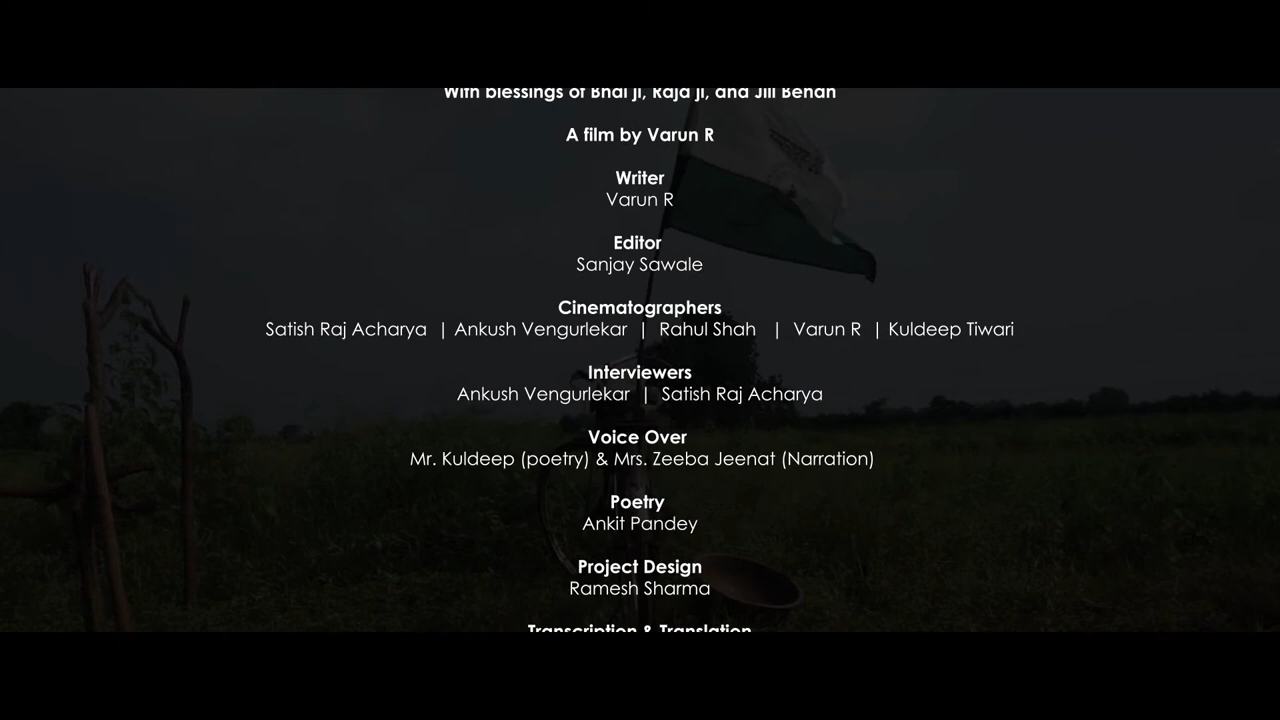 With blessings of Bhai ji, Raja ji, and Jill Behan
A film by Varun R
Writer
Varun R
Editor
Sanjay Sawale
Cinematographers
Satish Raj Acharya | Ankush Vengurlekar | Rahul Shah | Varun R | Kuldeep Tiwari
Interviewers
Ankush Vengurlekar | Satish Raj Acharya
Voice Over
Mr. Kuldeep (poetry) & Mrs. Zeeba Jeenat (Narration)
Poetry
Ankit Pandey
Project Design
Ramesh Sharma
Transcription & Translation